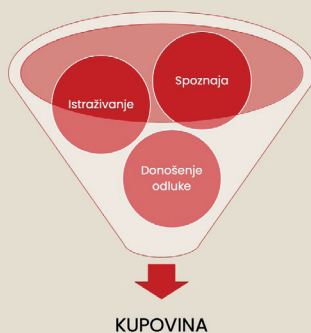 Spoznaja
Istraživanje
Donošenje
odluke
KUPOVINA